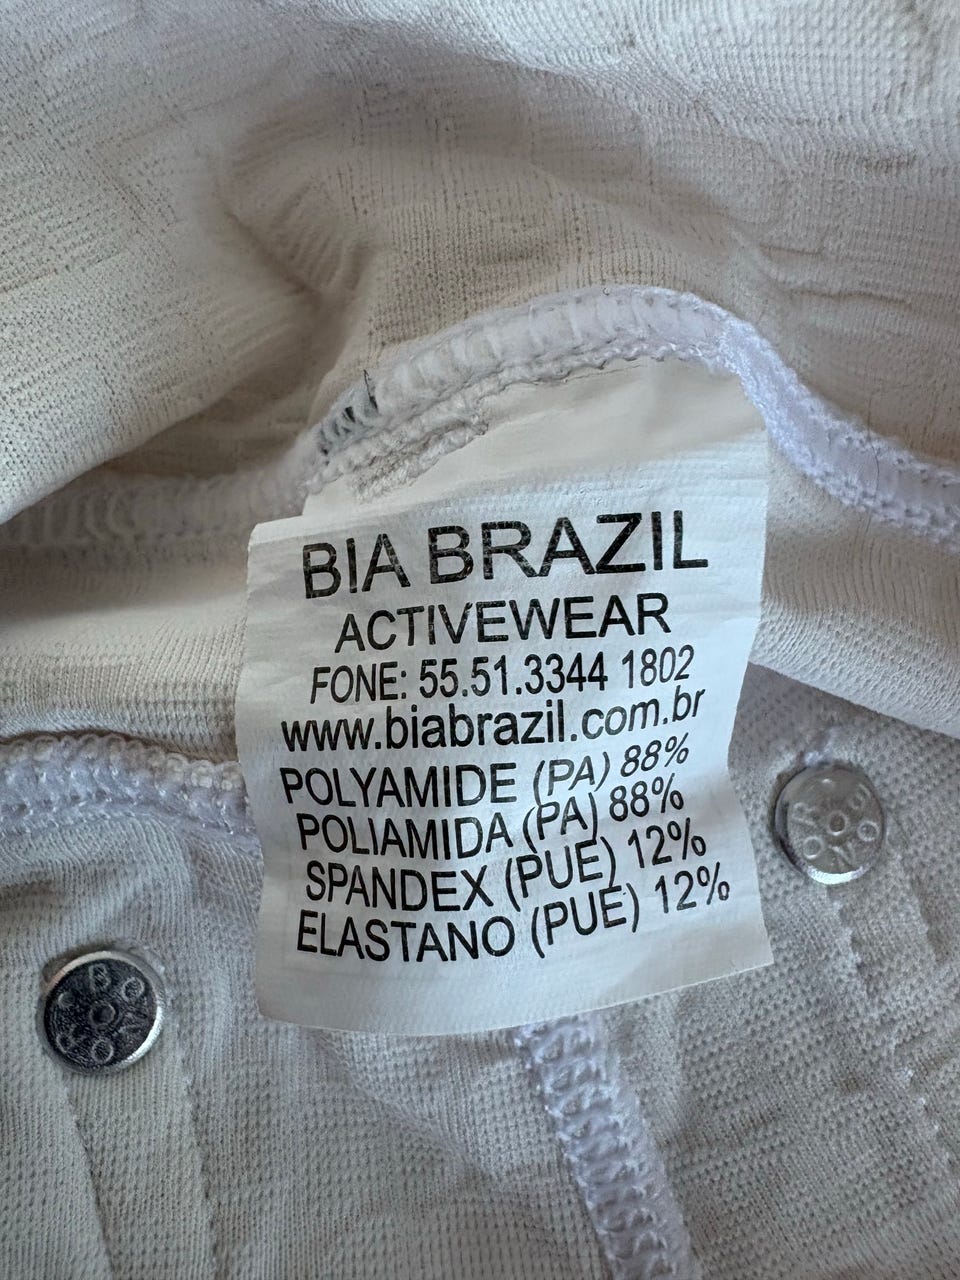 BIA BRAZIL
ACTIVEWEAR
FONE: 55.51.3344 1802
www.biabrazil.com.br
POLYAMIDE (PA) 88%
POLIAMIDA (PA) 88%
SPANDEX (PUE) 12%
ELASTANO (PUE) 12%